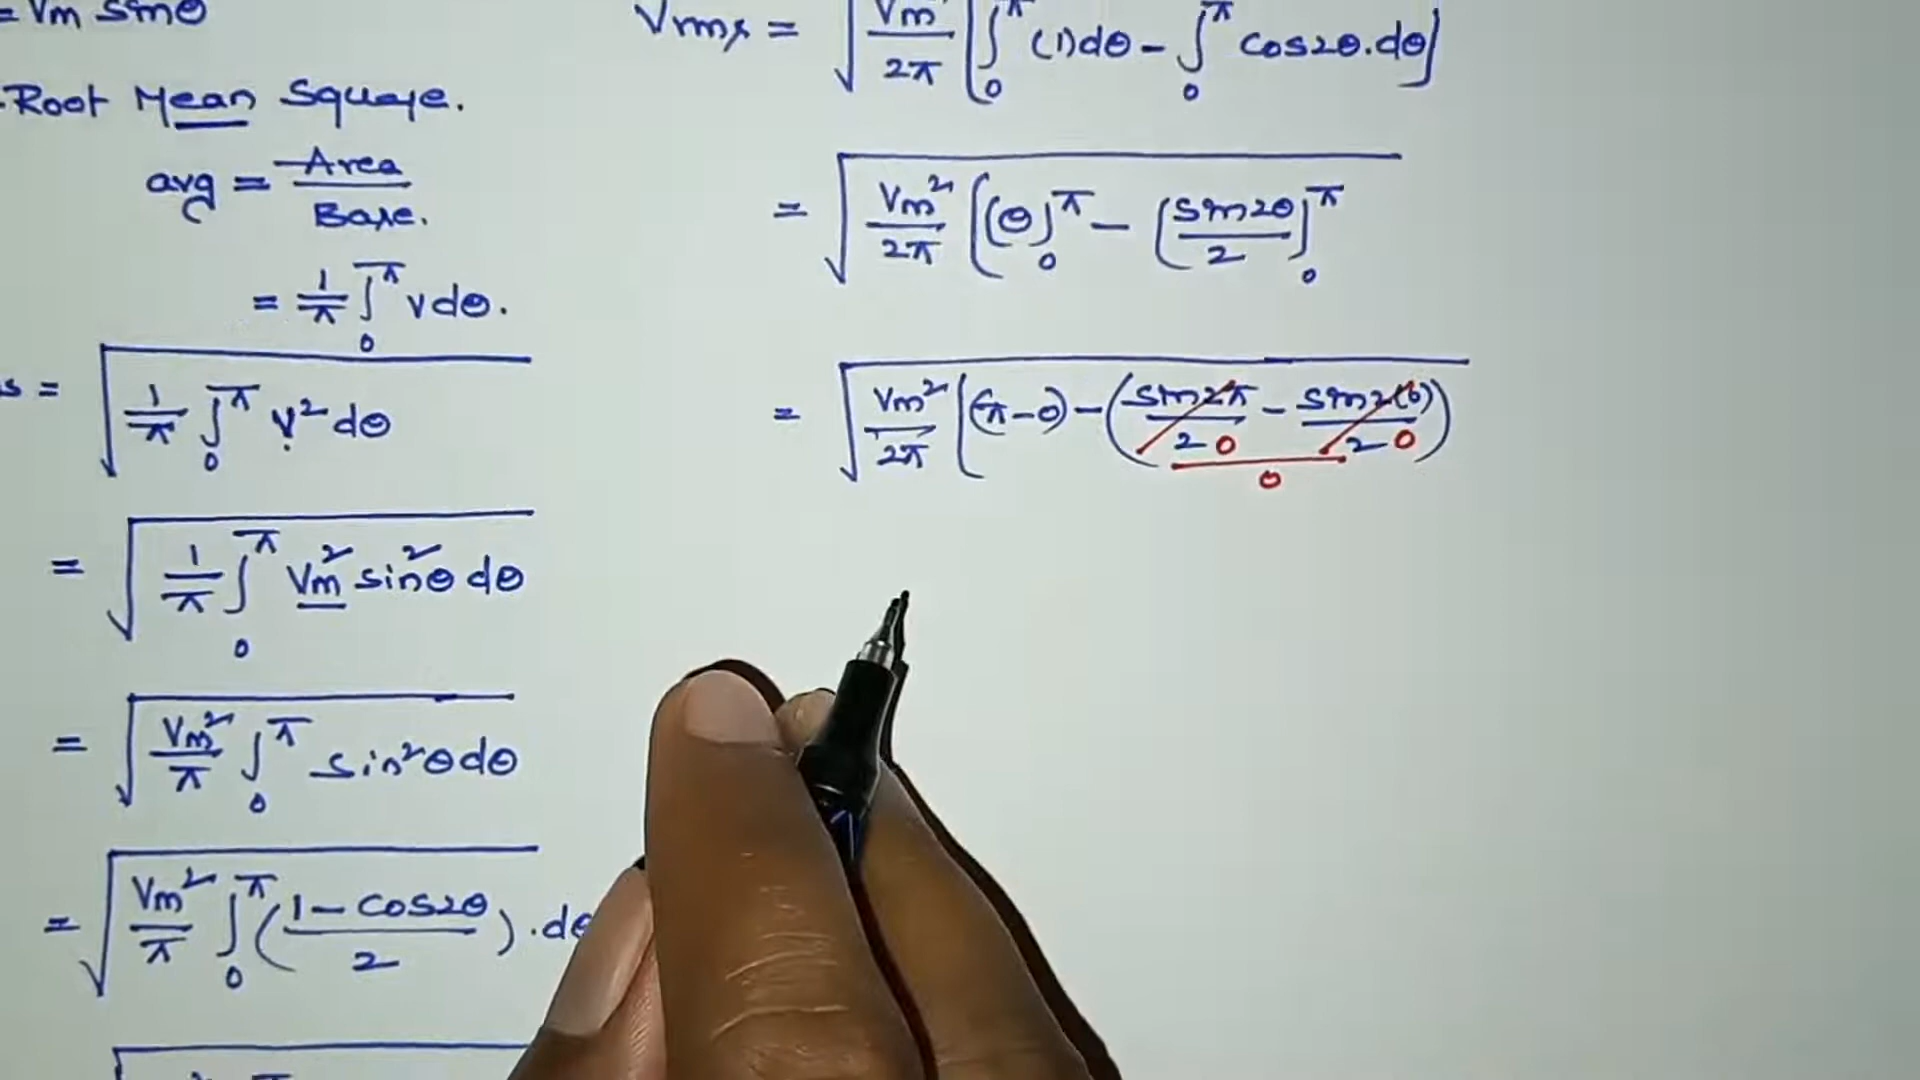 = Vm sinθ
Root Mean Square.
avg = Area / Base.
= 1/π ∫₀^π v dθ.
s = √( 1/π ∫₀^π v² dθ )
= √( 1/π ∫₀^π Vm² sin²θ dθ )
= √( Vm²/π ∫₀^π sin²θ dθ )
= √( Vm²/π ∫₀^π ( (1 - cos2θ) / 2 ) . dθ
Vrms = √( Vm²/2π [ ∫₀^π (1)dθ - ∫₀^π cos2θ.dθ ]
= √( Vm²/2π [ (θ]₀^π - [ sin2θ / 2 ]₀^π
= √( Vm²/2π [ (π-0) - ( sin2π / 2 - sin2(0) / 2 )
0 0
0